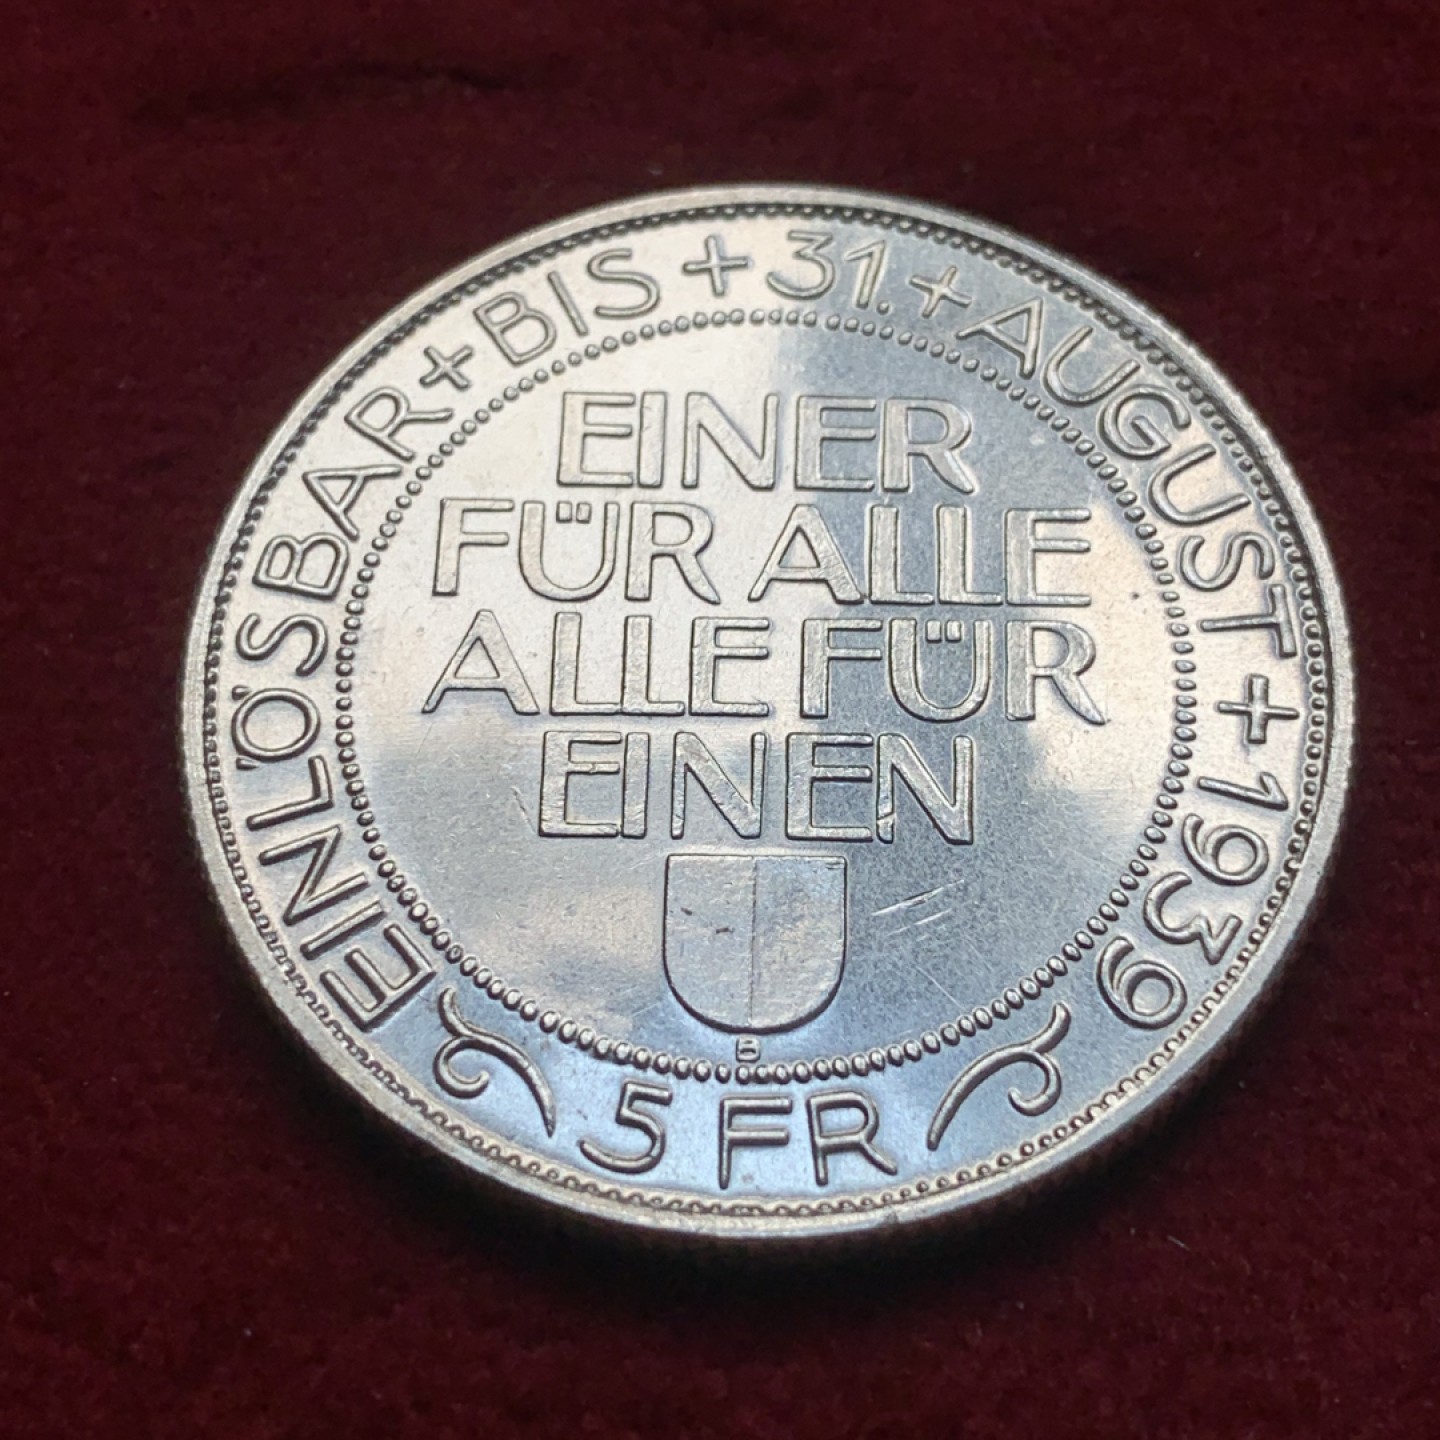 EINLÖSBAR + BIS + 31. + AUGUST + 1939
EINER
FÜR ALLE
ALLE FÜR
EINEN
B
5 FR